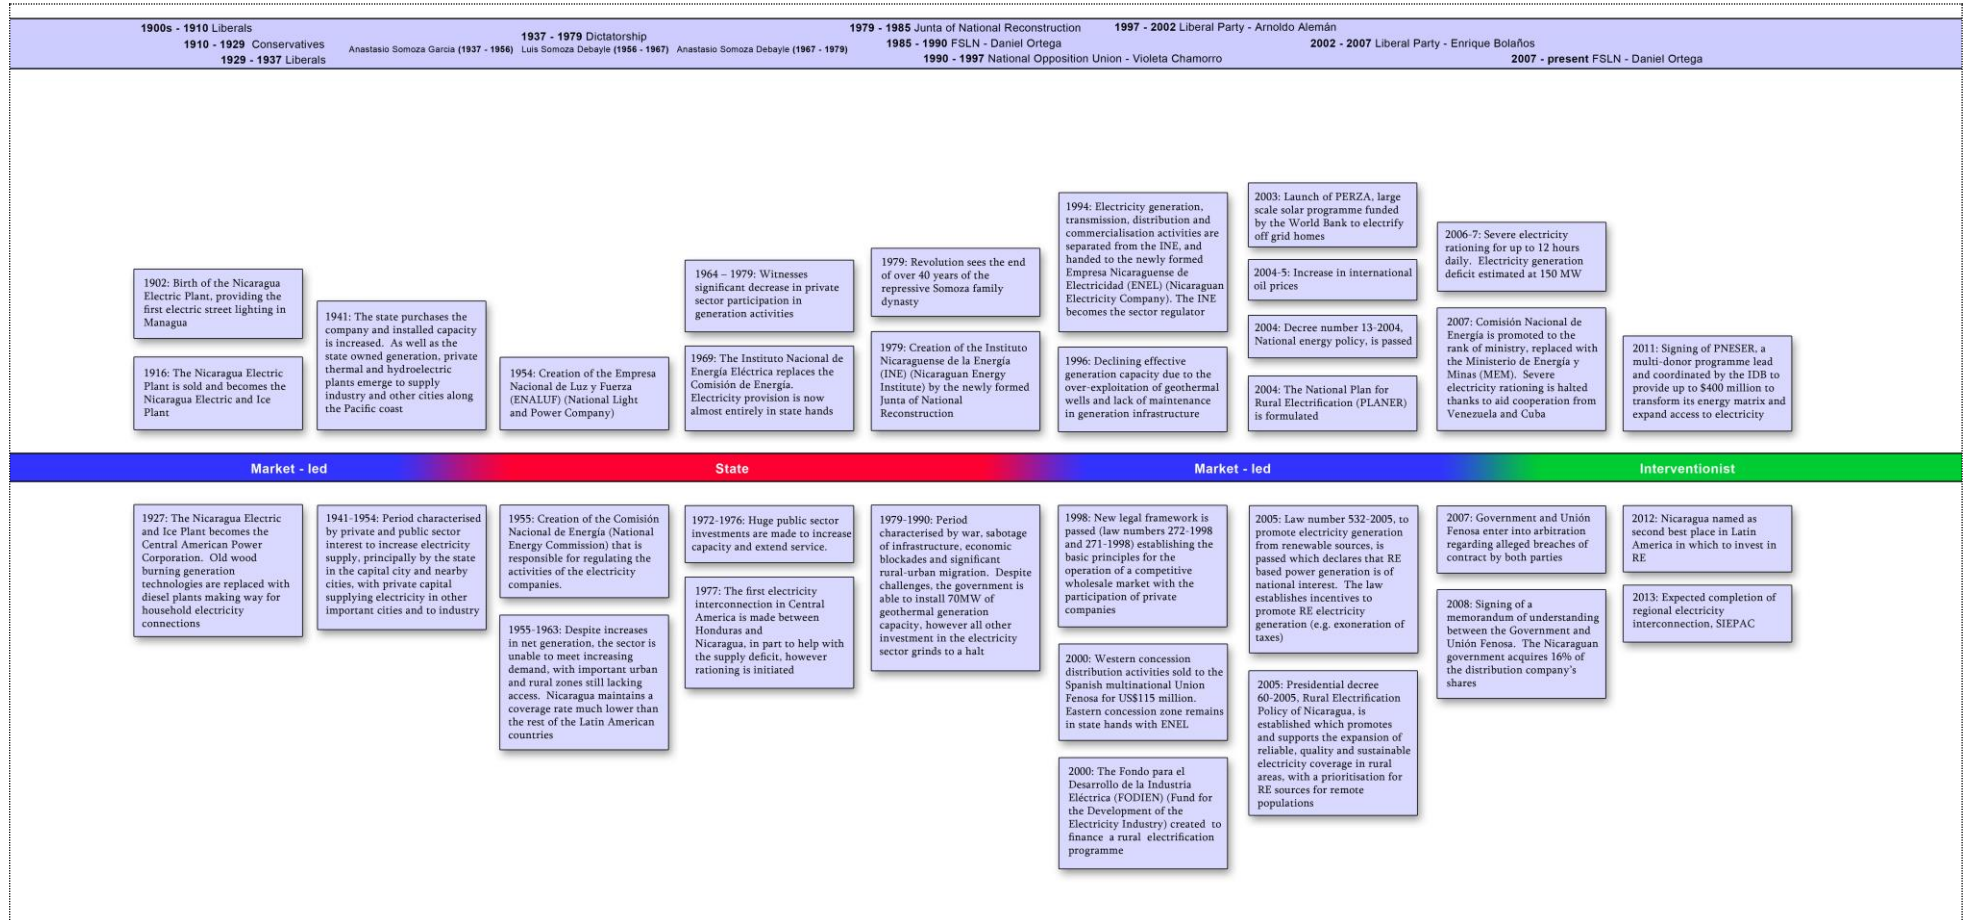 1900s - 1910 Liberals
1910 - 1929 Conservatives
1929 - 1937 Liberals
1937 - 1979 Dictatorship
Anastasio Somoza Garcia (1937 - 1956) Luis Somoza Debayle (1956 - 1967) Anastasio Somoza Debayle (1967 - 1979)
1979 - 1985 Junta of National Reconstruction
1985 - 1990 FSLN - Daniel Ortega
1990 - 1997 National Opposition Union - Violeta Chamorro
1997 - 2002 Liberal Party - Arnoldo Alemán
2002 - 2007 Liberal Party - Enrique Bolaños
2007 - present FSLN - Daniel Ortega
1902: Birth of the Nicaragua
Electric Plant, providing the
first electric street lighting in
Managua
1916: The Nicaragua Electric
Plant is sold and becomes the
Nicaragua Electric and Ice
Plant
1941: The state purchases the
company and installed capacity
is increased. As well as the
state owned generation, private
thermal and hydroelectric
plants emerge to supply
industry and other cities along
the Pacific coast
1954: Creation of the Empresa
Nacional de Luz y Fuerza
(ENALUF) (National Light
and Power Company)
1964 – 1979: Witnesses
significant decrease in private
sector participation in
generation activities
1969: The Instituto Nacional de
Energía Eléctrica replaces the
Comisión de Energía.
Electricity provision is now
almost entirely in state hands
1979: Revolution sees the end
of over 40 years of the
repressive Somoza family
dynasty
1979: Creation of the Instituto
Nicaraguense de la Energía
(INE) (Nicaraguan Energy
Institute) by the newly formed
Junta of National
Reconstruction
1994: Electricity generation,
transmission, distribution and
commercialisation activities are
separated from the INE, and
handed to the newly formed
Empresa Nicaraguense de
Electricidad (ENEL) (Nicaraguan
Electricity Company). The INE
becomes the sector regulator
1996: Declining effective
generation capacity due to the
over-exploitation of geothermal
wells and lack of maintenance
in generation infrastructure
2003: Launch of PERZA, large
scale solar programme funded
by the World Bank to electrify
off grid homes
2004-5: Increase in international
oil prices
2004: Decree number 13-2004,
National energy policy, is passed
2004: The National Plan for
Rural Electrification (PLANER)
is formulated
2006-7: Severe electricity
rationing for up to 12 hours
daily. Electricity generation
deficit estimated at 150 MW
2007: Comisión Nacional de
Energía is promoted to the
rank of ministry, replaced with
the Ministerio de Energía y
Minas (MEM). Severe
electricity rationing is halted
thanks to aid cooperation from
Venezuela and Cuba
2011: Signing of PNESER, a
multi-donor programme lead
and coordinated by the IDB to
provide up to $400 million to
transform its energy matrix and
expand access to electricity
Market - led
State
Market - led
Interventionist
1927: The Nicaragua Electric
and Ice Plant becomes the
Central American Power
Corporation. Old wood
burning generation
technologies are replaced with
diesel plants making way for
household electricity
connections
1941-1954: Period characterised
by private and public sector
interest to increase electricity
supply, principally by the state
in the capital city and nearby
cities, with private capital
supplying electricity in other
important cities and to industry
1955: Creation of the Comisión
Nacional de Energía (National
Energy Commission) that is
responsible for regulating the
activities of the electricity
companies.
1955-1963: Despite increases
in net generation, the sector is
unable to meet increasing
demand, with important urban
and rural zones still lacking
access. Nicaragua maintains a
coverage rate much lower than
the rest of the Latin American
countries
1972-1976: Huge public sector
investments are made to increase
capacity and extend service.
1977: The first electricity
interconnection in Central
America is made between
Honduras and
Nicaragua, in part to help with
the supply deficit, however
rationing is initiated
1979-1990: Period
characterised by war, sabotage
of infrastructure, economic
blockades and significant
rural-urban migration. Despite
challenges, the government is
able to install 70MW of
geothermal generation
capacity, however all other
investment in the electricity
sector grinds to a halt
1998: New legal framework is
passed (law numbers 272-1998
and 271-1998) establishing the
basic principles for the
operation of a competitive
wholesale market with the
participation of private
companies
2000: Western concession
distribution activities sold to the
Spanish multinational Union
Fenosa for US$115 million.
Eastern concession zone remains
in state hands with ENEL
2000: The Fondo para el
Desarrollo de la Industria
Eléctrica (FODIEN) (Fund for
the Development of the
Electricity Industry) created to
finance a rural electrification
programme
2005: Law number 532-2005, to
promote electricity generation
from renewable sources, is
passed which declares that RE
based power generation is of
national interest. The law
establishes incentives to
promote RE electricity
generation (e.g. exoneration of
taxes)
2005: Presidential decree
60-2005, Rural Electrification
Policy of Nicaragua, is
established which promotes
and supports the expansion of
reliable, quality and sustainable
electricity coverage in rural
areas, with a prioritisation for
RE sources for remote
populations
2007: Government and Unión
Fenosa enter into arbitration
regarding alleged breaches of
contract by both parties
2008: Signing of a
memorandum of understanding
between the Government and
Unión Fenosa. The Nicaraguan
government acquires 16% of
the distribution company's
shares
2012: Nicaragua named as
second best place in Latin
America in which to invest in
RE
2013: Expected completion of
regional electricity
interconnection, SIEPAC